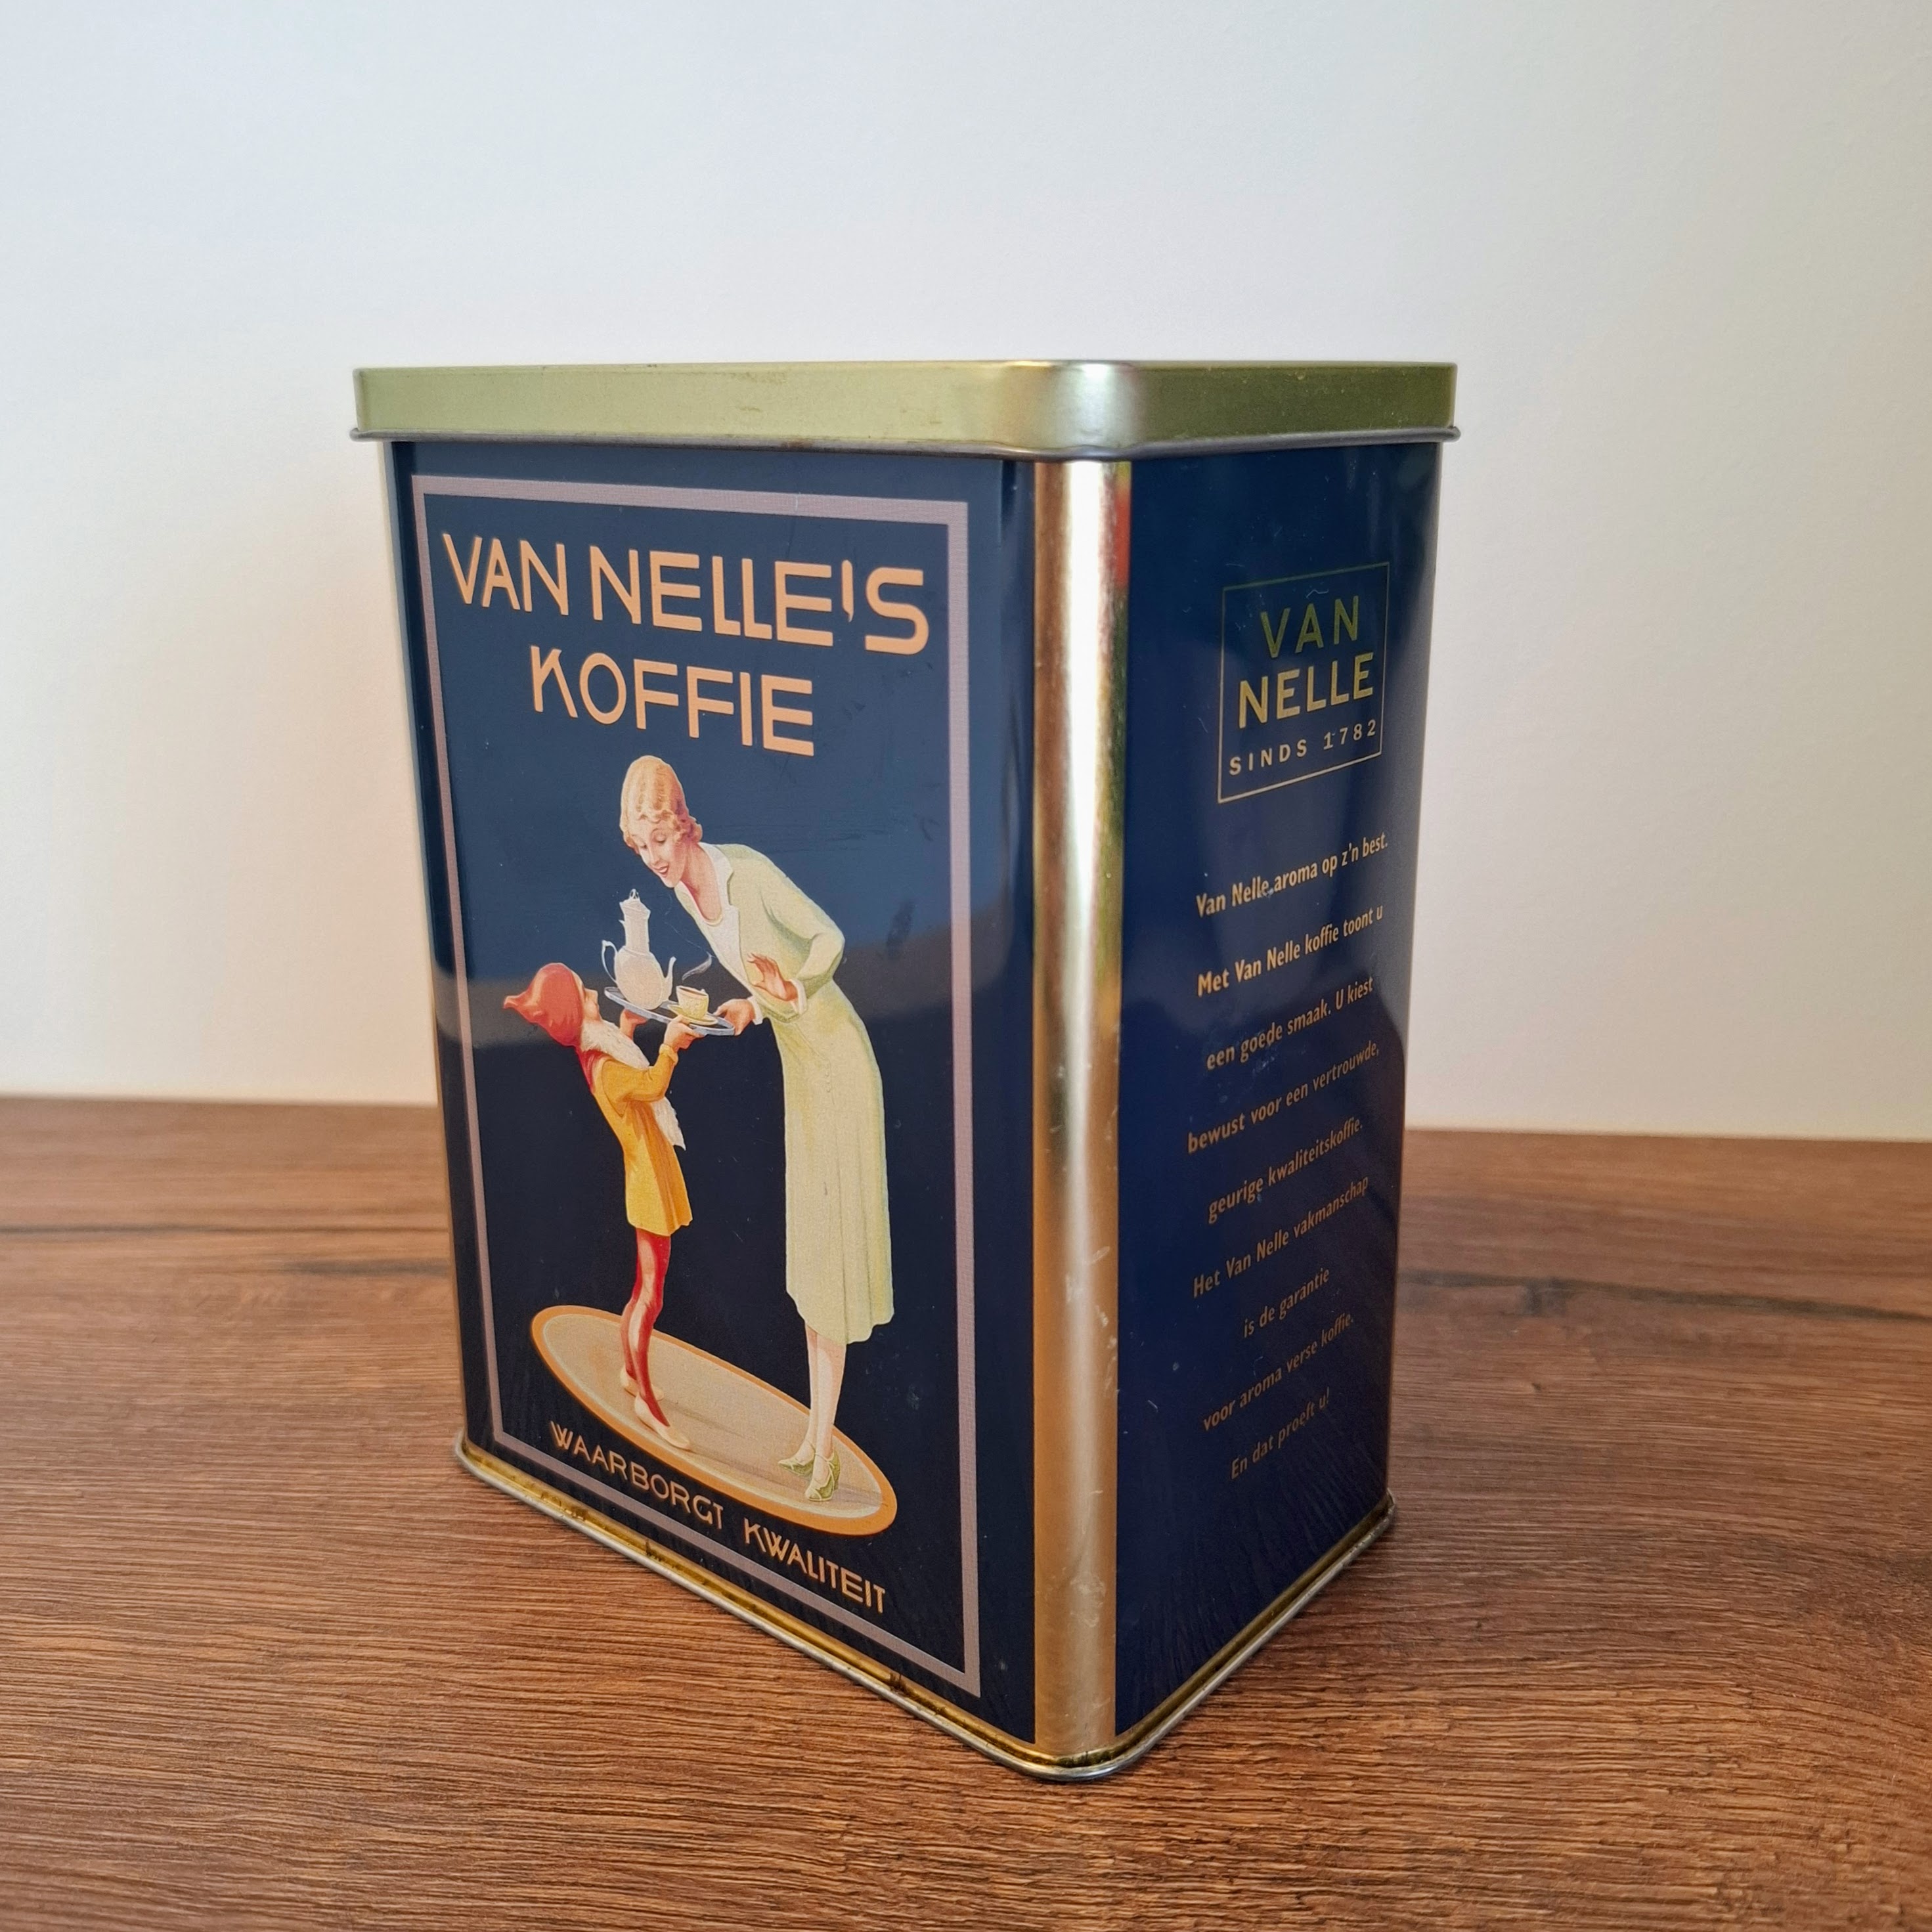 VAN NELLE'S
KOFFIE
WAARBORGT KWALITEIT
VAN
NELLE
SINDS 1782
Van Nelle, aroma op z'n best.
Met Van Nelle koffie toont u
een goede smaak. U kiest
bewust voor een vertrouwde,
geurige kwaliteitskoffie.
Het Van Nelle vakmanschap
is de garantie
voor aroma verse koffie.
En dat proeft u!